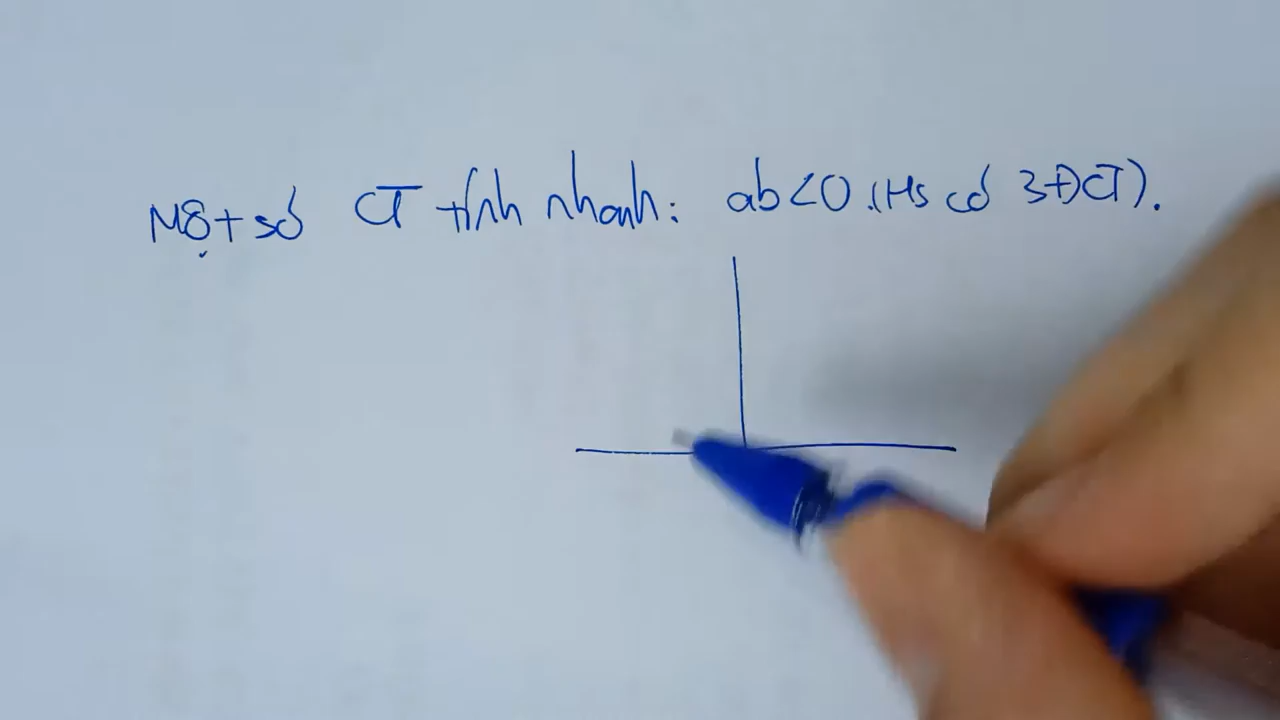 Một số CT tính nhanh: ab<0.(Hs có 3 ĐCT).